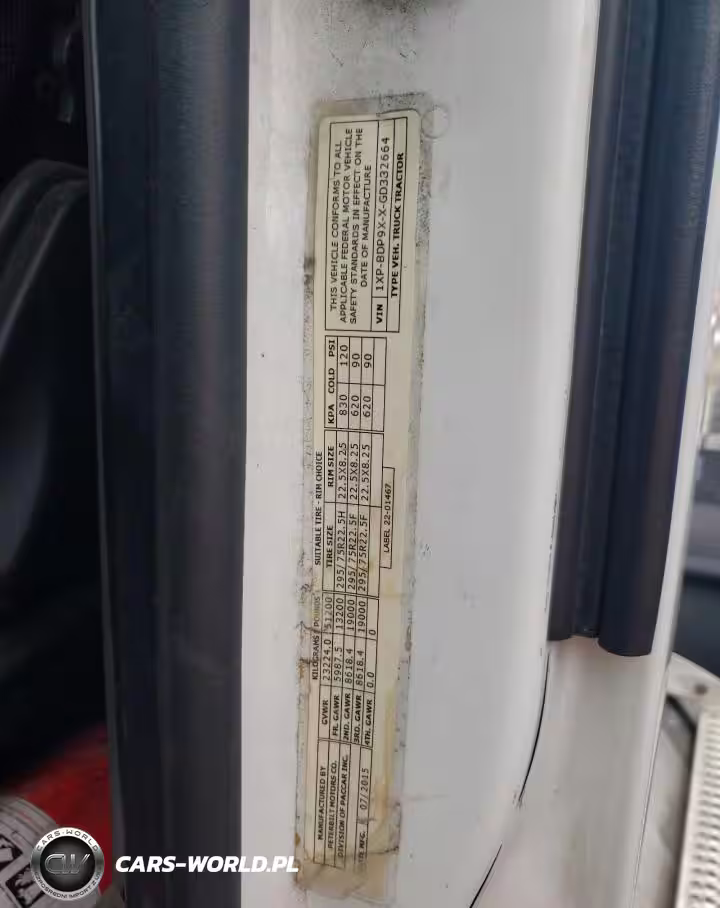 MANUFACTURED BY
PETERBILT MOTORS CO.
DIVISION OF PACCAR INC.
MFG. 07/2015
KILOGRAMS POUNDS
GVWR 23224.0 51200
FR. GAWR 5987.5 13200
2ND. GAWR 8618.4 19000
3RD. GAWR 8618.4 19000
4TH. GAWR 0.0 0
SUITABLE TIRE - RIM CHOICE
TIRE SIZE RIM SIZE KPA COLD PSI
295/75R22.5H 22.5X8.25 830 120
295/75R22.5F 22.5X8.25 620 90
295/75R22.5F 22.5X8.25 620 90
LABEL 22-01467
THIS VEHICLE CONFORMS TO ALL
APPLICABLE FEDERAL MOTOR VEHICLE
SAFETY STANDARDS IN EFFECT ON THE
DATE OF MANUFACTURE
VIN 1XP-BDP9X-X-GD332664
TYPE VEH. TRUCK TRACTOR
CARS-WORLD
CW
CARS-WORLD.PL